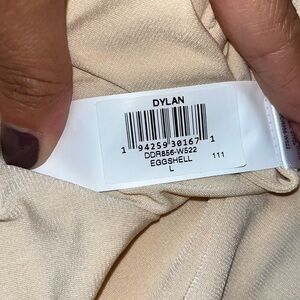 DYLAN
1 94259 30167 1
DDR856-W522
EGGSHELL 111
L